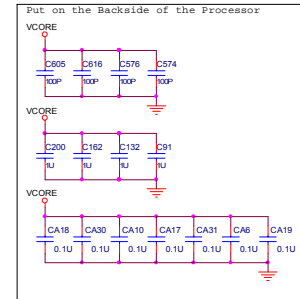 Put on the Backside of the Processor
VCORE
C605 C616 C576 C574
100P 100P 100P 100P
VCORE
C200 C162 C132 C91
1U 1U 1U 1U
VCORE
CA18 CA30 CA10 CA17 CA31 CA6 CA19
0.1U 0.1U 0.1U 0.1U 0.1U 0.1U 0.1U